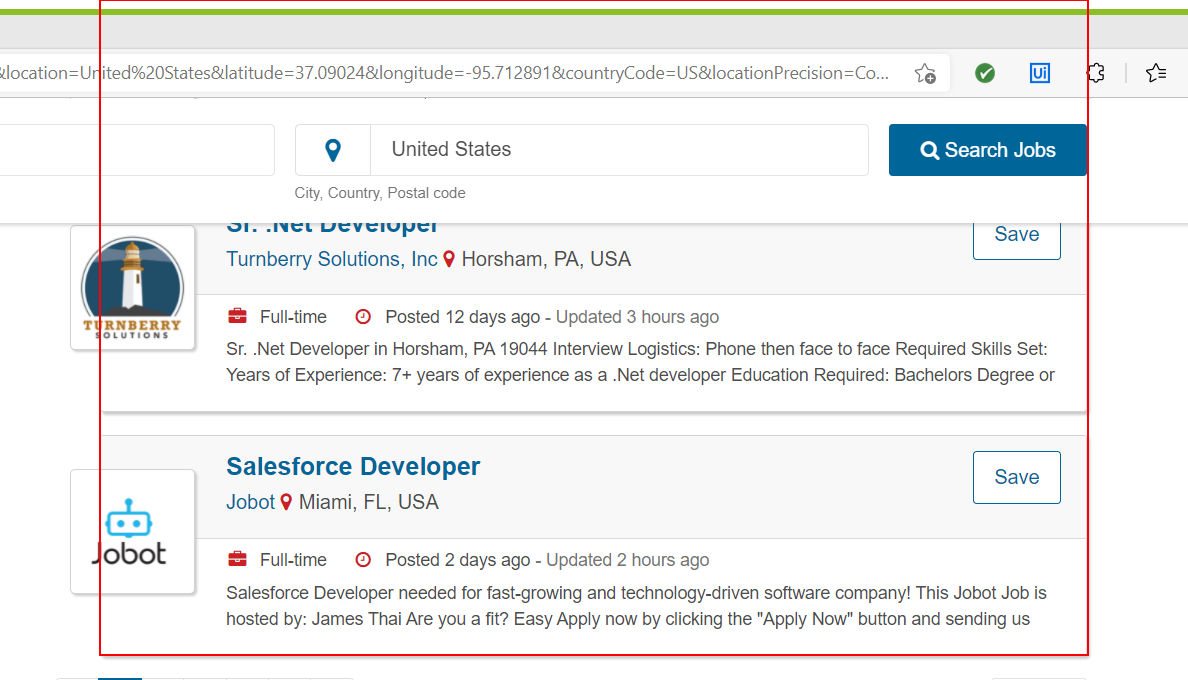 &location=United%20States&latitude=37.09024&longitude=-95.712891&countryCode=US&locationPrecision=Co...
Ui
United States
Search Jobs
City, Country, Postal code
Sr. .Net Developer
Save
Turnberry Solutions, Inc Horsham, PA, USA
TURNBERRY
SOLUTIONS
Full-time Posted 12 days ago - Updated 3 hours ago
Sr. .Net Developer in Horsham, PA 19044 Interview Logistics: Phone then face to face Required Skills Set:
Years of Experience: 7+ years of experience as a .Net developer Education Required: Bachelors Degree or
Salesforce Developer
Save
Jobot Miami, FL, USA
Jobot
Full-time Posted 2 days ago - Updated 2 hours ago
Salesforce Developer needed for fast-growing and technology-driven software company! This Jobot Job is
hosted by: James Thai Are you a fit? Easy Apply now by clicking the "Apply Now" button and sending us